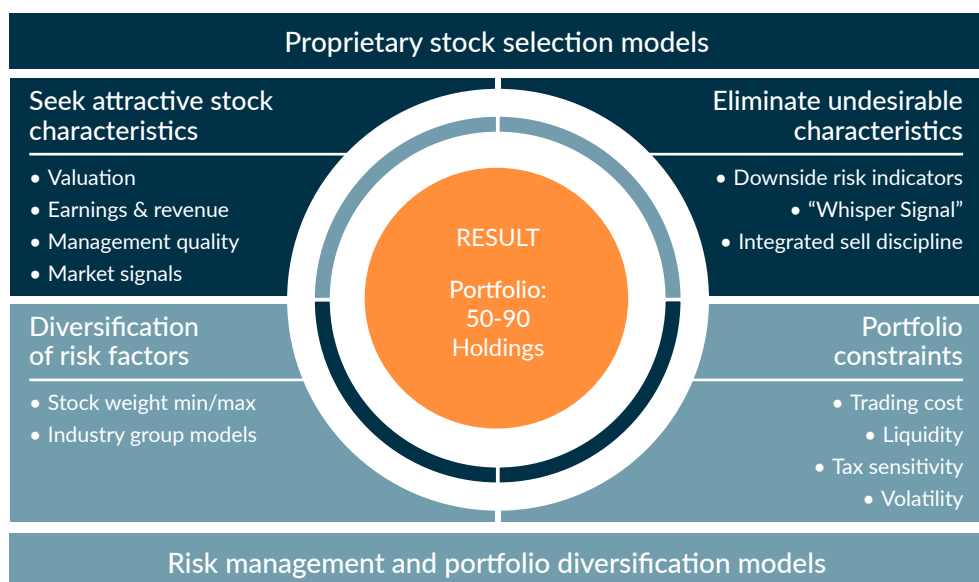 Proprietary stock selection models
Seek attractive stock
characteristics
• Valuation
• Earnings & revenue
• Management quality
• Market signals
Eliminate undesirable
characteristics
• Downside risk indicators
• “Whisper Signal”
• Integrated sell discipline
RESULT
Portfolio:
50-90
Holdings
Diversification
of risk factors
• Stock weight min/max
• Industry group models
Portfolio
constraints
• Trading cost
• Liquidity
• Tax sensitivity
• Volatility
Risk management and portfolio diversification models